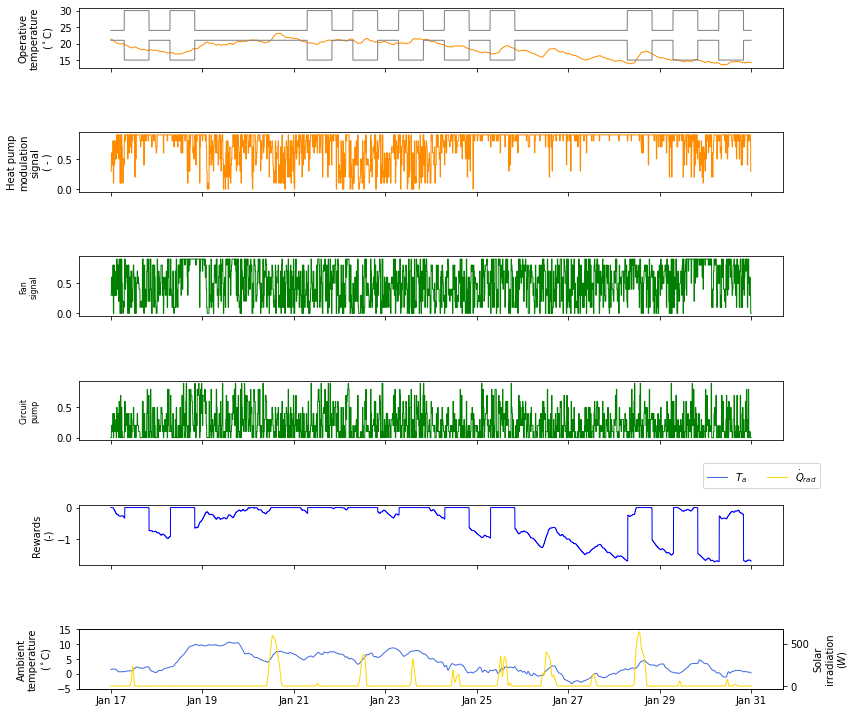 Operative
temperature
(°C)
30
25
20
15
Heat pump
modulation
signal
( - )
0.5
0.0
Fan
signal
0.5
0.0
Circuit
pump
0.5
0.0
T_a
Q̇_rad
Rewards
(-)
0
−1
Ambient
temperature
(°C)
15
10
5
0
−5
500
0
Solar
irradiation
(W)
Jan 17 Jan 19 Jan 21 Jan 23 Jan 25 Jan 27 Jan 29 Jan 31